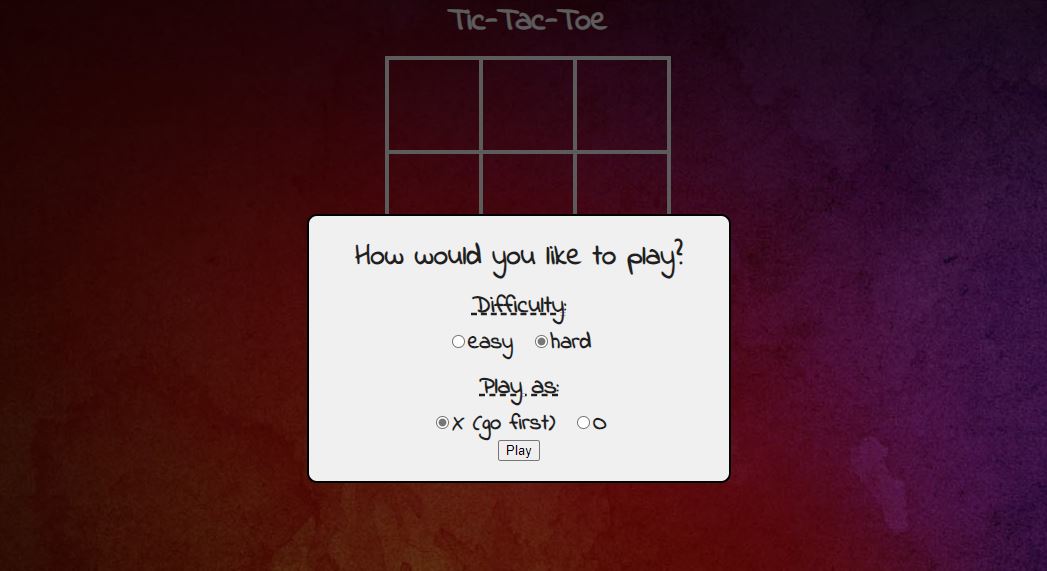 Tic-Tac-Toe
How would you like to play?
Difficulty:
easy hard
Play as:
X (go first) O
Play